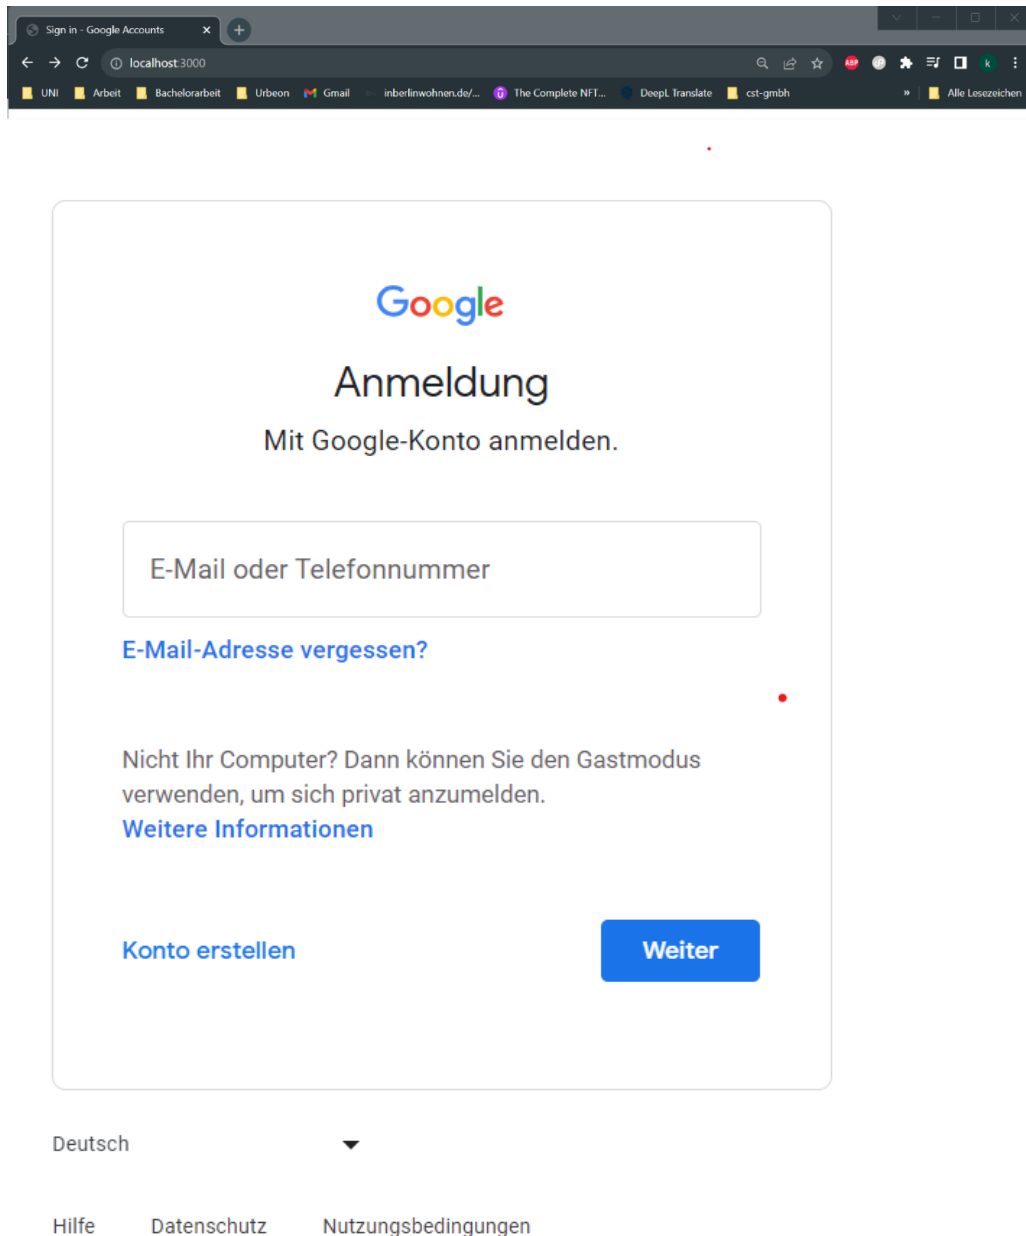 Sign in - Google Accounts
localhost:3000
ABP
k
UNI Arbeit Bachelorarbeit Urbeon Gmail inberlinwohnen.de/... The Complete NFT... DeepL Translate cst-gmbh » Alle Lesezeichen
Google
Anmeldung
Mit Google-Konto anmelden.
E-Mail oder Telefonnummer
E-Mail-Adresse vergessen?
Nicht Ihr Computer? Dann können Sie den Gastmodus
verwenden, um sich privat anzumelden.
Weitere Informationen
Konto erstellen Weiter
Deutsch
Hilfe Datenschutz Nutzungsbedingungen